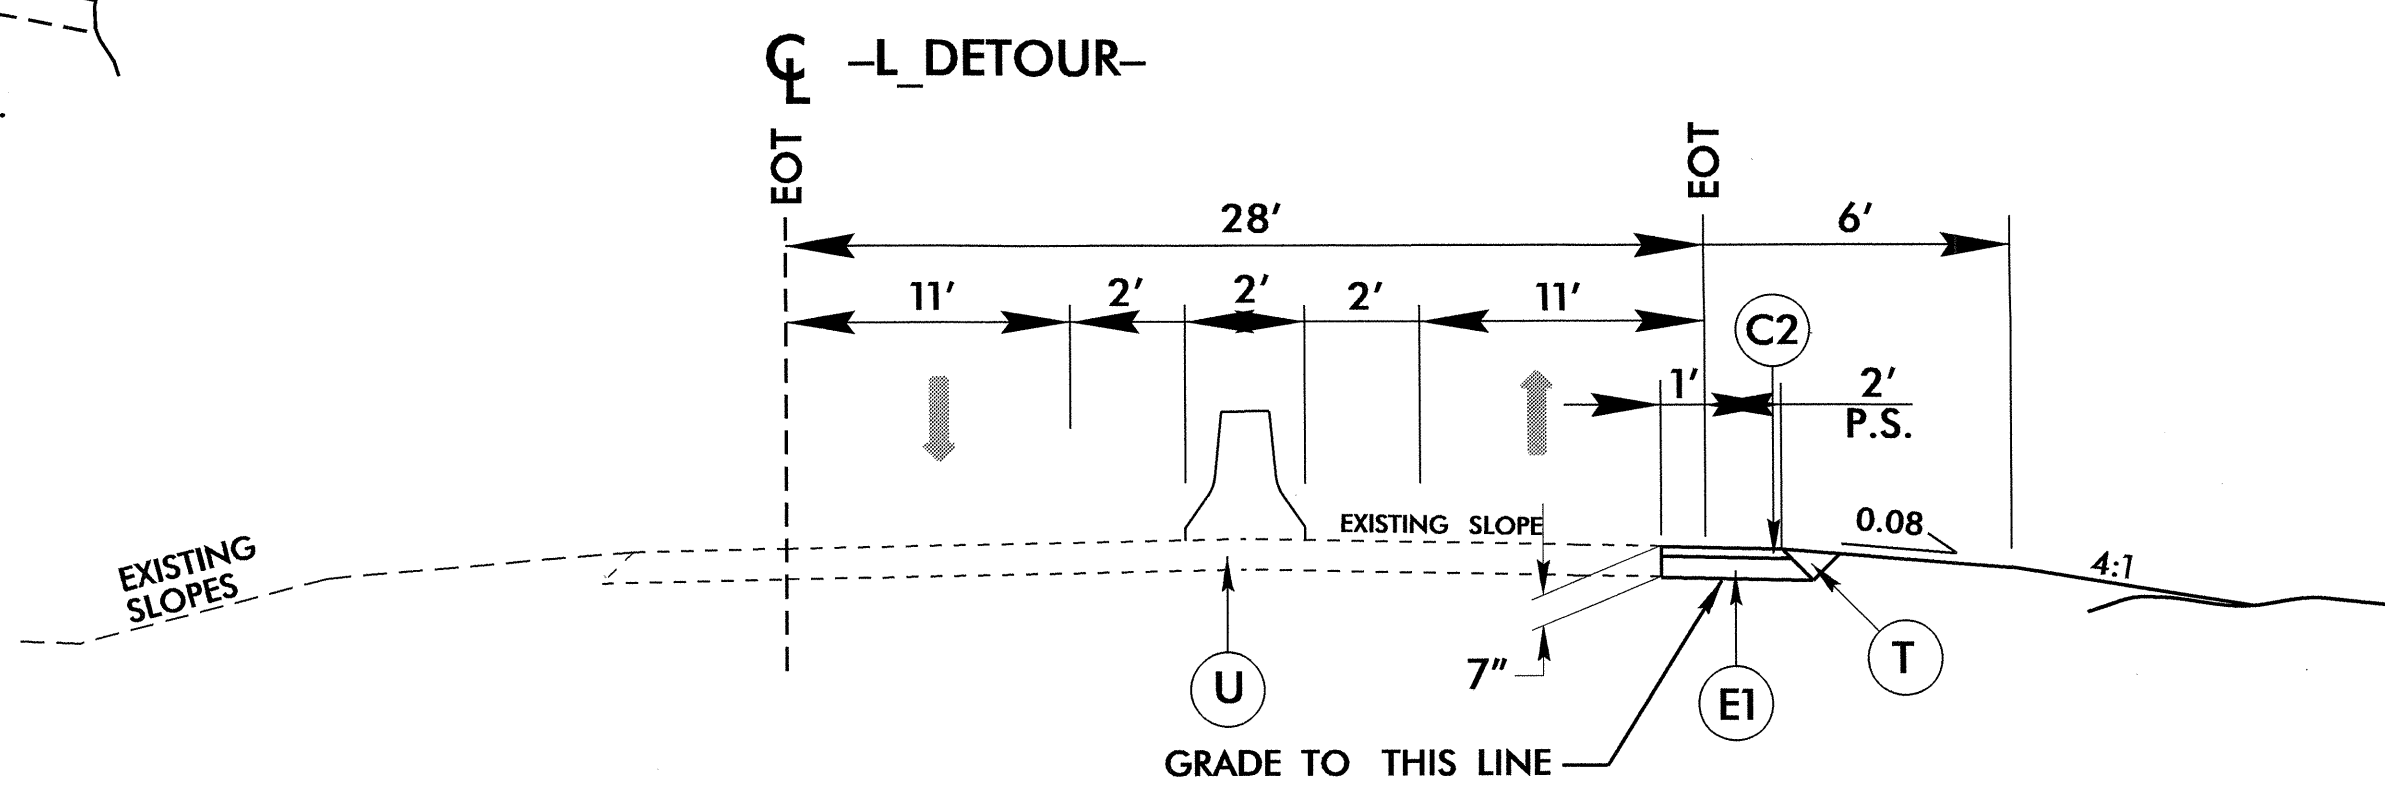 ℄ –L_DETOUR–
EOT
EOT
28'
6'
11'
2'
2'
2'
11'
C2
1'
2'
P.S.
EXISTING SLOPE
0.08
4:1
EXISTING
SLOPES
7"
U
E1
T
GRADE TO THIS LINE